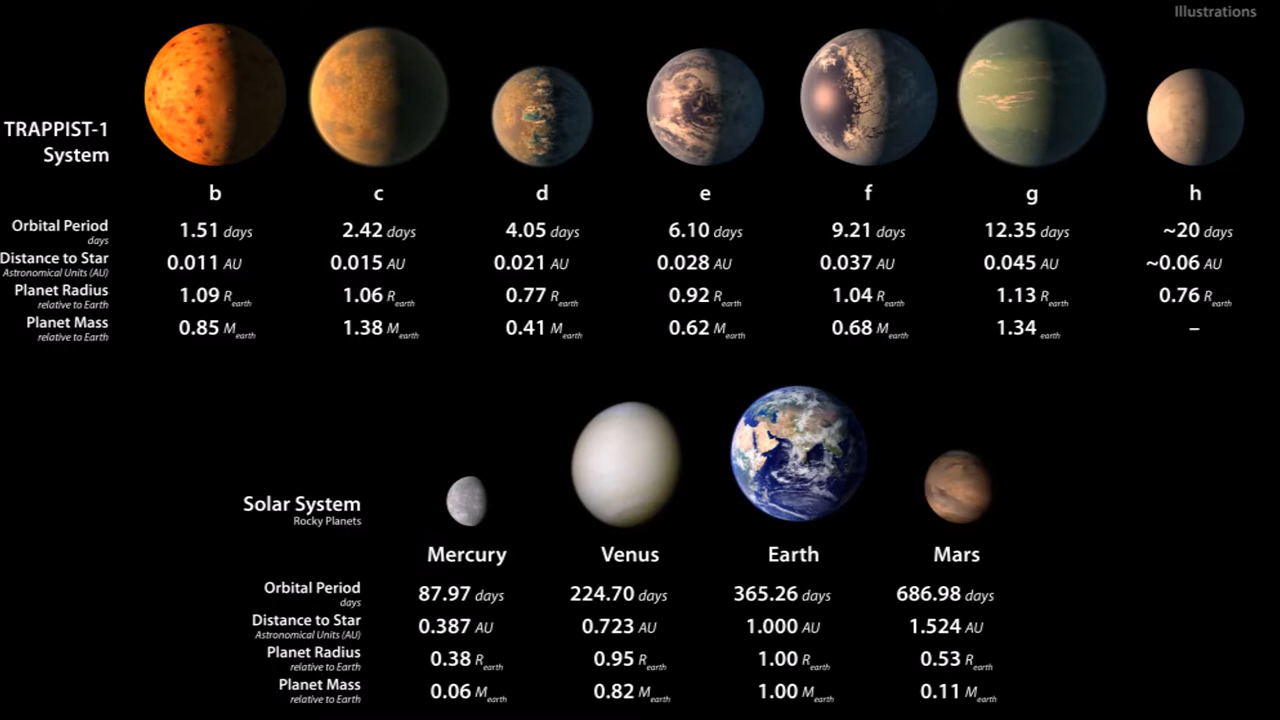 Illustrations
TRAPPIST-1
System
b c d e f g h
Orbital Period 1.51 days 2.42 days 4.05 days 6.10 days 9.21 days 12.35 days ~20 days
days
Distance to Star 0.011 AU 0.015 AU 0.021 AU 0.028 AU 0.037 AU 0.045 AU ~0.06 AU
Astronomical Units (AU)
Planet Radius 1.09 Rearth 1.06 Rearth 0.77 Rearth 0.92 Rearth 1.04 Rearth 1.13 Rearth 0.76 Rearth
relative to Earth
Planet Mass 0.85 Mearth 1.38 Mearth 0.41 Mearth 0.62 Mearth 0.68 Mearth 1.34 earth –
relative to Earth
Solar System
Rocky Planets
Mercury Venus Earth Mars
Orbital Period 87.97 days 224.70 days 365.26 days 686.98 days
days
Distance to Star 0.387 AU 0.723 AU 1.000 AU 1.524 AU
Astronomical Units (AU)
Planet Radius 0.38 Rearth 0.95 Rearth 1.00 Rearth 0.53 Rearth
relative to Earth
Planet Mass 0.06 Mearth 0.82 Mearth 1.00 Mearth 0.11 Mearth
relative to Earth